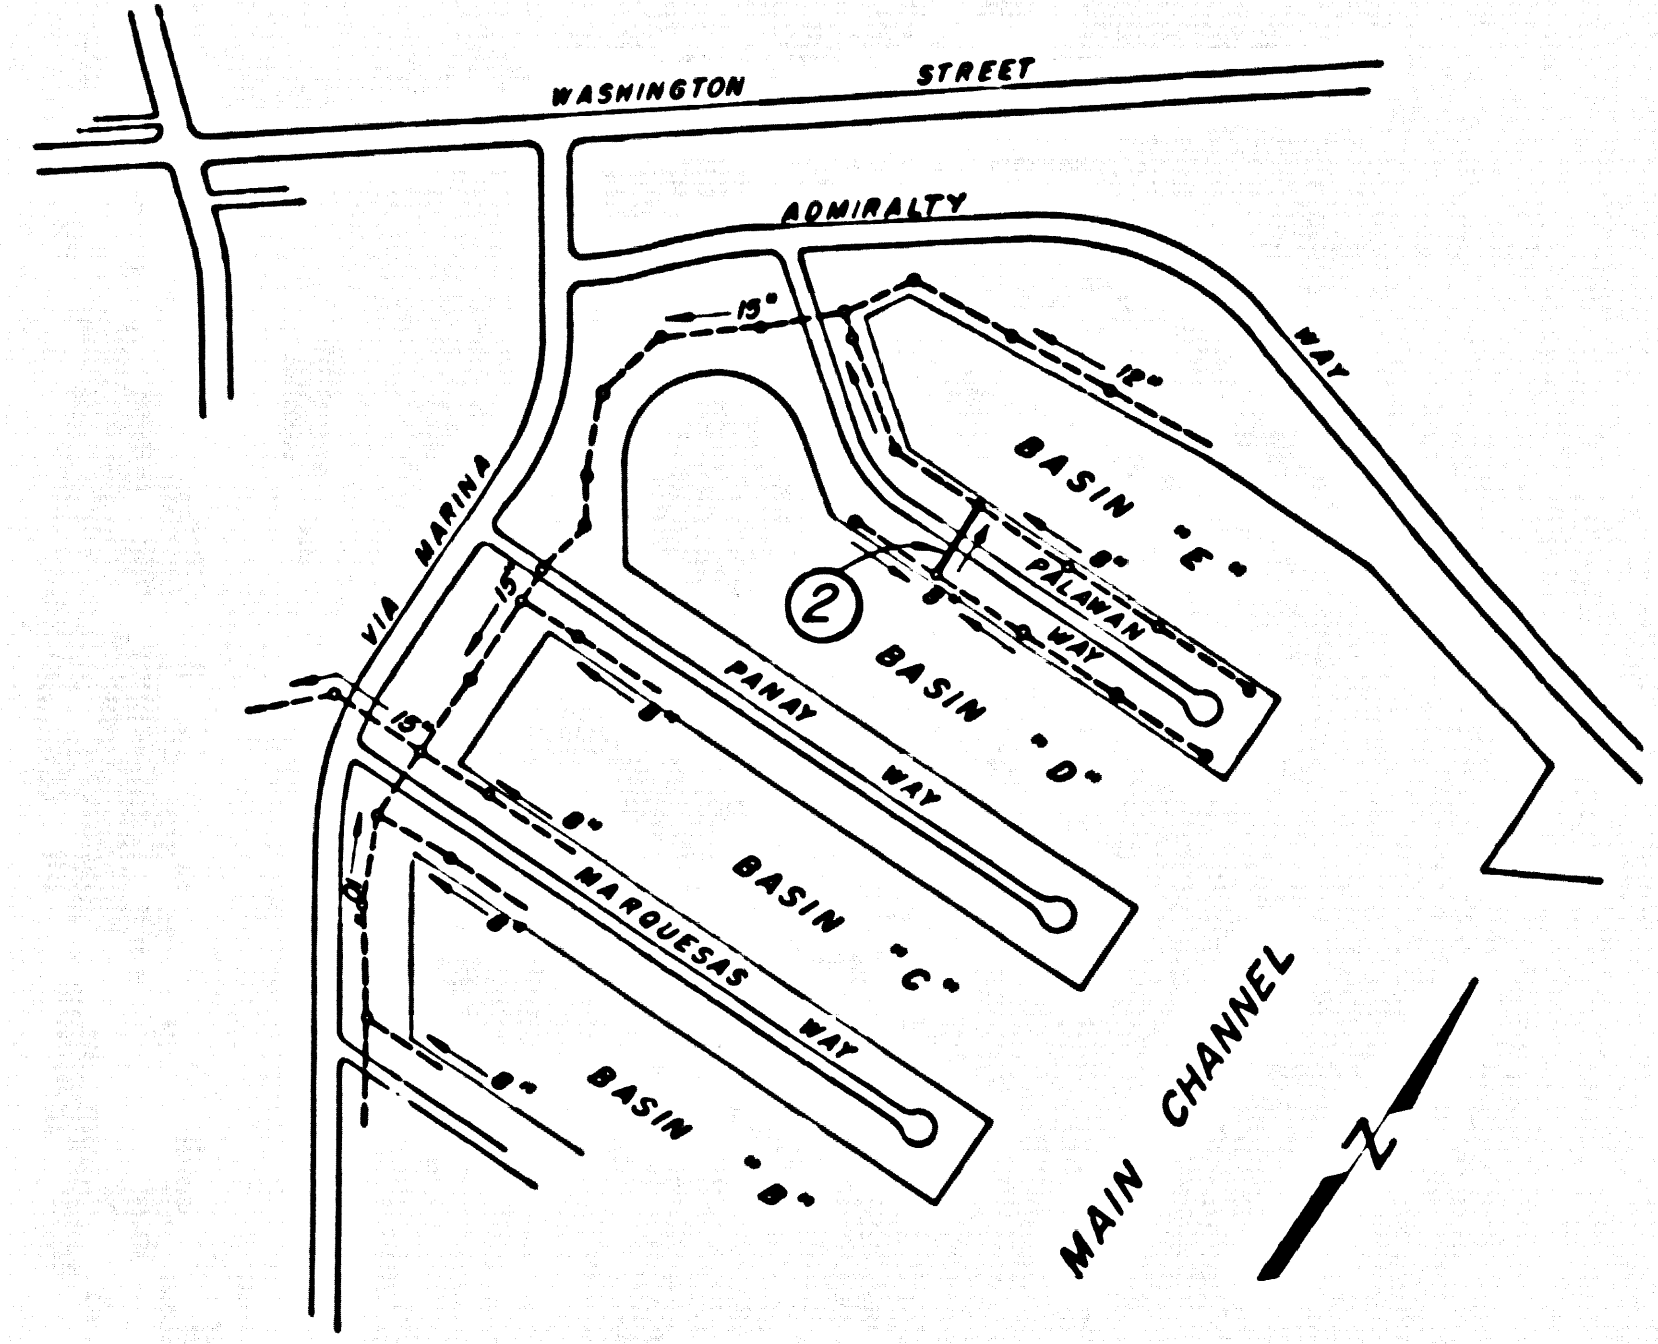 WASHINGTON STREET
ADMIRALTY
WAY
15"
12"
VIA MARINA
BASIN "E"
8"
PALAWAN
WAY
2
8"
15"
BASIN "D"
PANAY
WAY
8"
15"
8"
MARQUESAS
WAY
BASIN "C"
8"
8"
BASIN "B"
MAIN CHANNEL
N